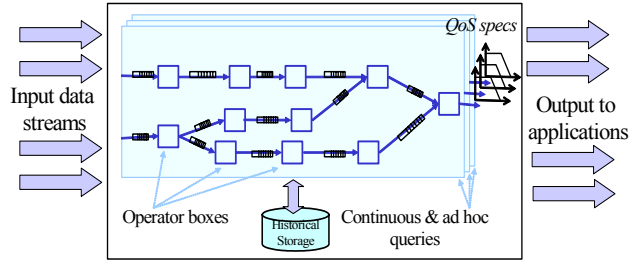 QoS specs
Input data
streams
Output to
applications
Operator boxes
Historical
Storage
Continuous & ad hoc
queries